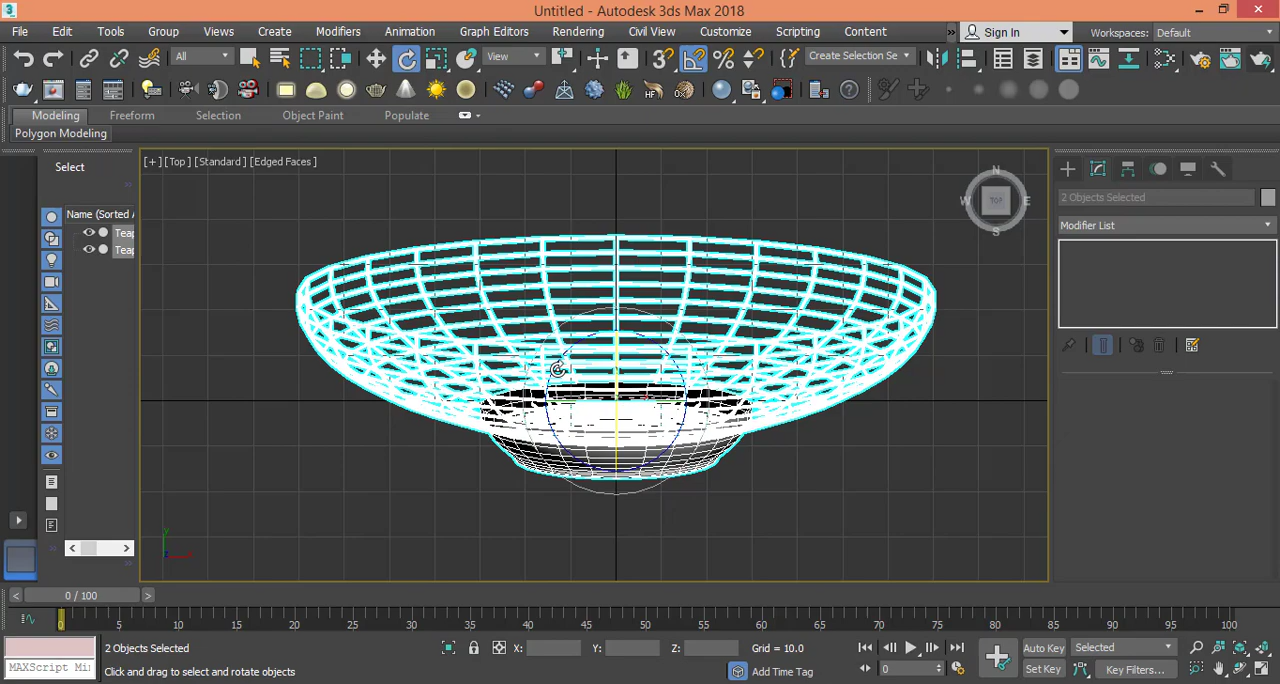 Untitled - Autodesk 3ds Max 2018
File Edit Tools Group Views Create Modifiers Animation Graph Editors Rendering Civil View Customize Scripting Content Sign In Workspaces: Default
All View Create Selection Se
Modeling Freeform Selection Object Paint Populate
Polygon Modeling
Select
[+] [Top] [Standard] [Edged Faces]
2 Objects Selected
Name (Sorted A
Modifier List
Teap
Teap
N
W TOP E
S
y
0 / 100
0 5 10 15 20 25 30 35 40 45 50 55 60 65 70 75 80 85 90 95 100
2 Objects Selected X: Y: Z: Grid = 10.0 Auto Key Selected
MAXScript Mi Click and drag to select and rotate objects Add Time Tag 0 Set Key Key Filters...